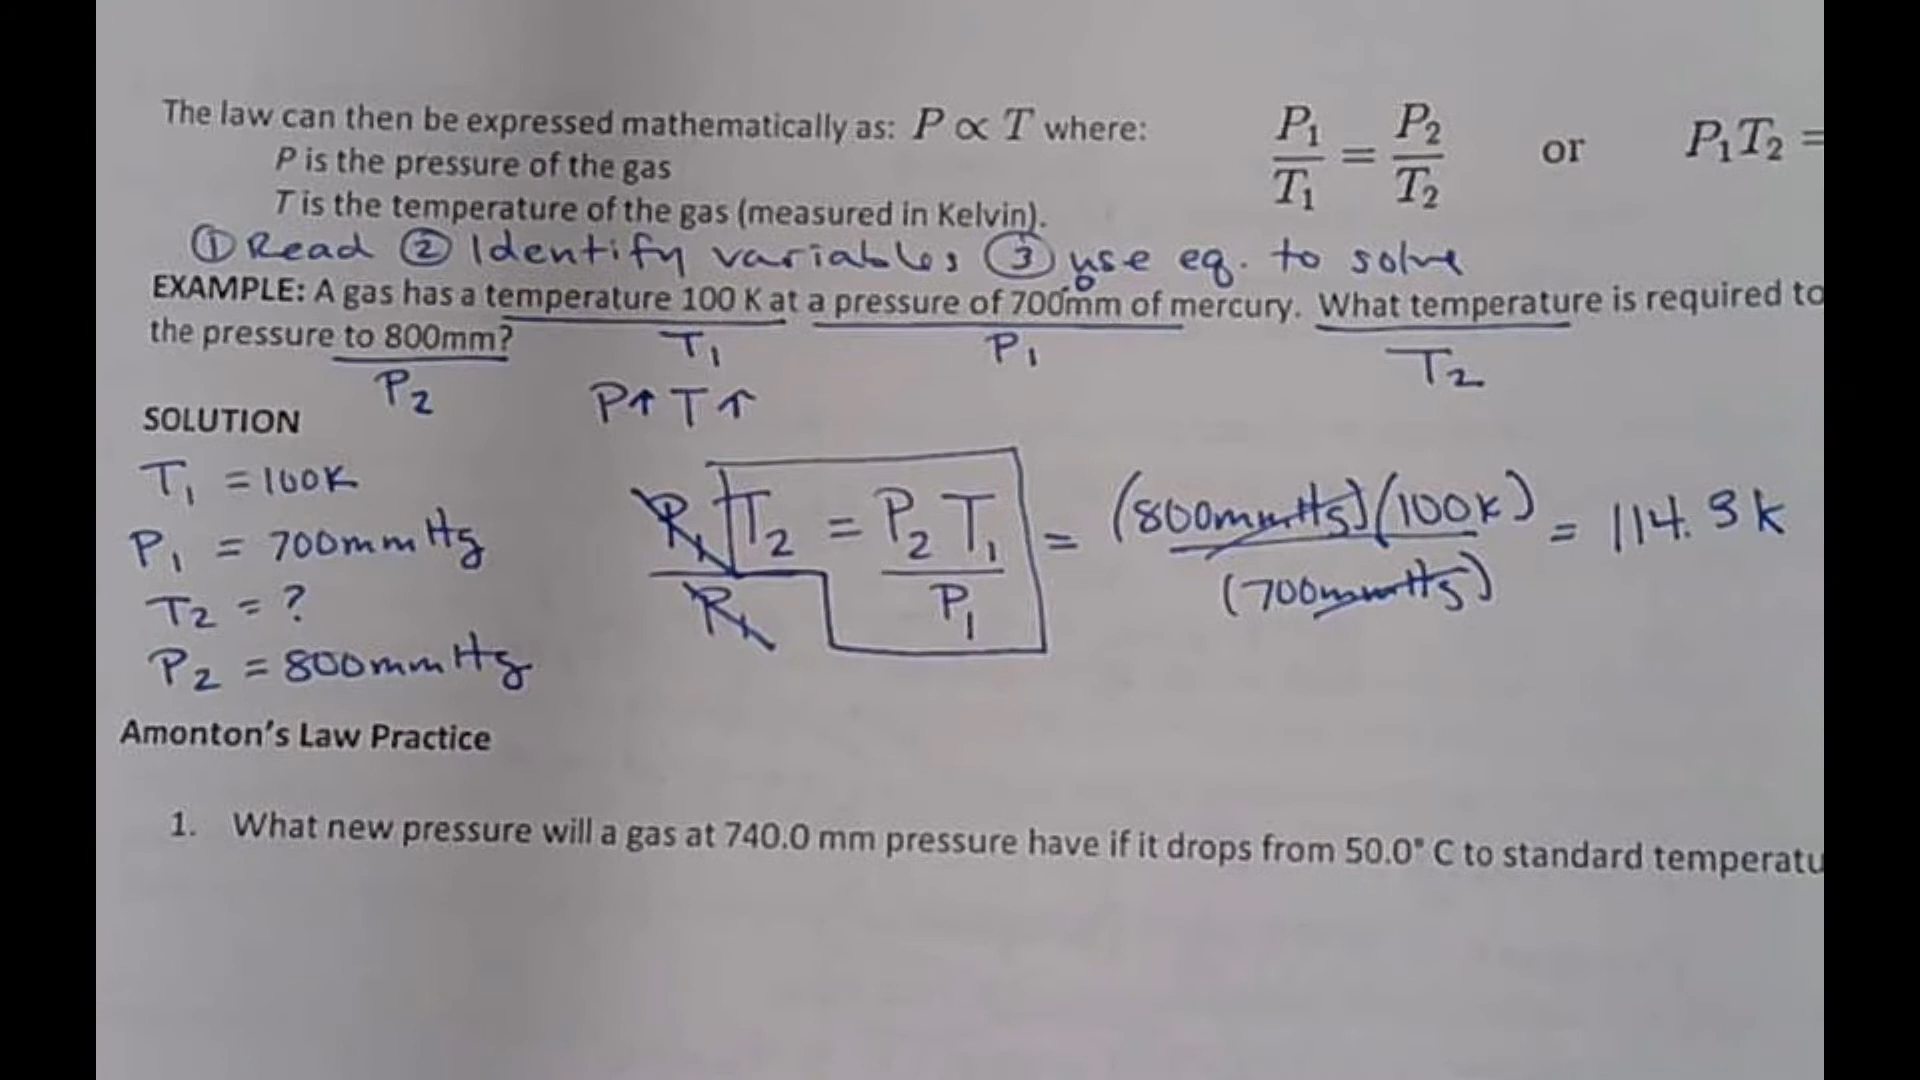 The law can then be expressed mathematically as: P ∝ T where: P₁/T₁ = P₂/T₂ or P₁T₂ =
P is the pressure of the gas
T is the temperature of the gas (measured in Kelvin).
① Read ② Identify variables ③ use eq. to solve
EXAMPLE: A gas has a temperature 100 K at a pressure of 700mm of mercury. What temperature is required to
the pressure to 800mm?
T₁ P₁ T₂
P₂ P↑ T↑
SOLUTION
T₁ = 100K
P₁ = 700mmHg
T₂ = ?
P₂ = 800mmHg
P₁T₂/P₁ = P₂T₁/P₁ = (800mmHg)(100K)/(700mmHg) = 114.3K
Amonton's Law Practice
1. What new pressure will a gas at 740.0 mm pressure have if it drops from 50.0° C to standard temperatu